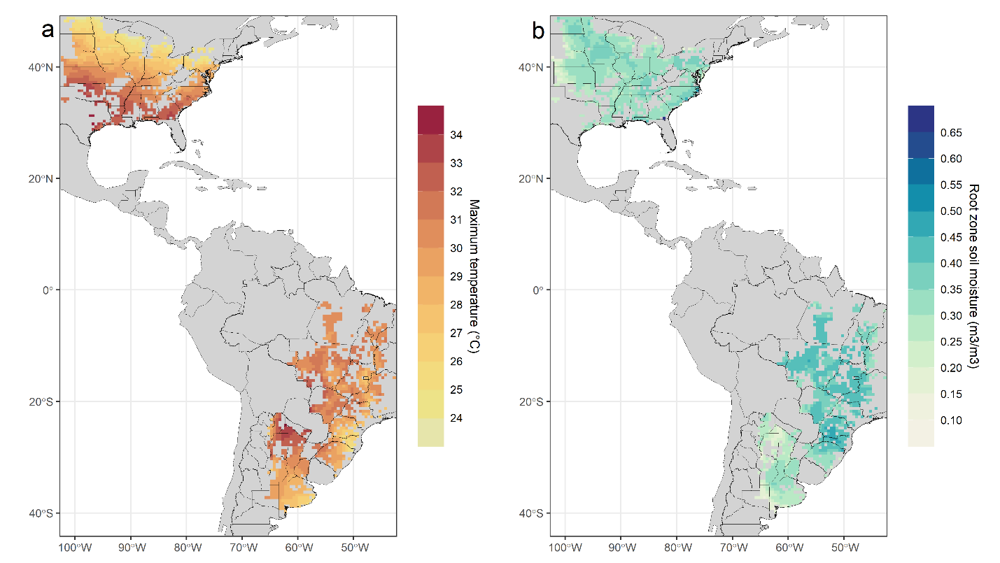 a
40°N
20°N
0°
20°S
40°S
100°W
90°W
80°W
70°W
60°W
50°W
34
33
32
31
30
29
28
27
26
25
24
Maximum temperature (°C)
b
40°N
20°N
0°
20°S
40°S
100°W
90°W
80°W
70°W
60°W
50°W
0.65
0.60
0.55
0.50
0.45
0.40
0.35
0.30
0.25
0.20
0.15
0.10
Root zone soil moisture (m3/m3)